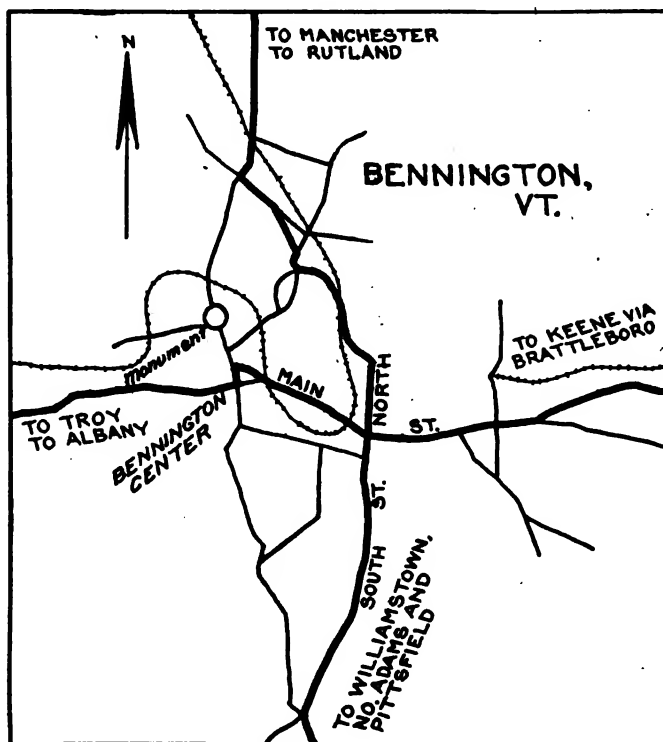 N
TO MANCHESTER
TO RUTLAND
BENNINGTON,
VT.
TO KEENE VIA
BRATTLEBORO
Monument
MAIN
ST.
NORTH
TO TROY
TO ALBANY
BENNINGTON
CENTER
SOUTH ST.
TO WILLIAMSTOWN,
NO. ADAMS AND
PITTSFIELD